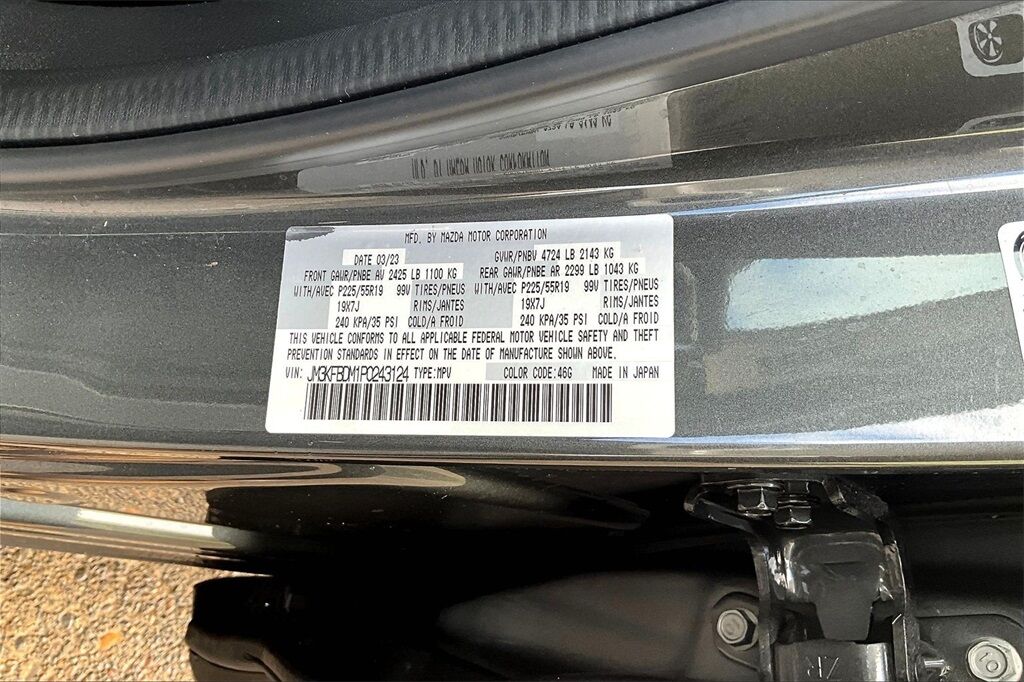 MFD. BY MAZDA MOTOR CORPORATION
DATE 03/23 GVWR/PNBV 4724 LB 2143 KG
FRONT GAWR/PNBE AV 2425 LB 1100 KG REAR GAWR/PNBE AR 2299 LB 1043 KG
WITH/AVEC P225/55R19 99V TIRES/PNEUS WITH/AVEC P225/55R19 99V TIRES/PNEUS
19X7J RIMS/JANTES 19X7J RIMS/JANTES
240 KPA/35 PSI COLD/A FROID 240 KPA/35 PSI COLD/A FROID
THIS VEHICLE CONFORMS TO ALL APPLICABLE FEDERAL MOTOR VEHICLE SAFETY AND THEFT
PREVENTION STANDARDS IN EFFECT ON THE DATE OF MANUFACTURE SHOWN ABOVE.
VIN: JM3KFBDM1P0243124 TYPE:MPV COLOR CODE:46G MADE IN JAPAN
ZR
10